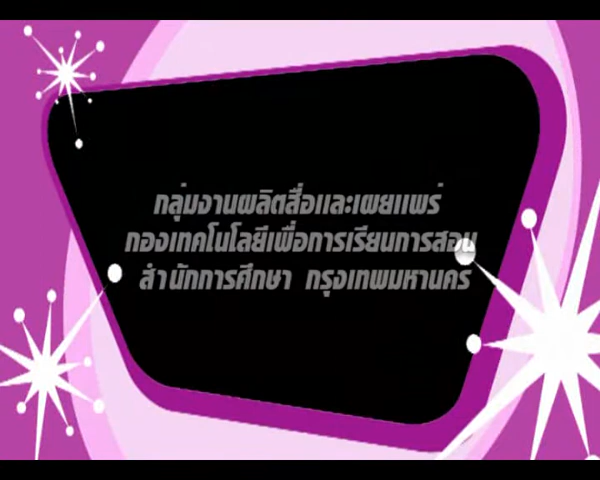 กลุ่มงานผลิตสื่อและเผยแพร่
กองเทคโนโลยีเพื่อการเรียนการสอน
สำนักการศึกษา กรุงเทพมหานคร